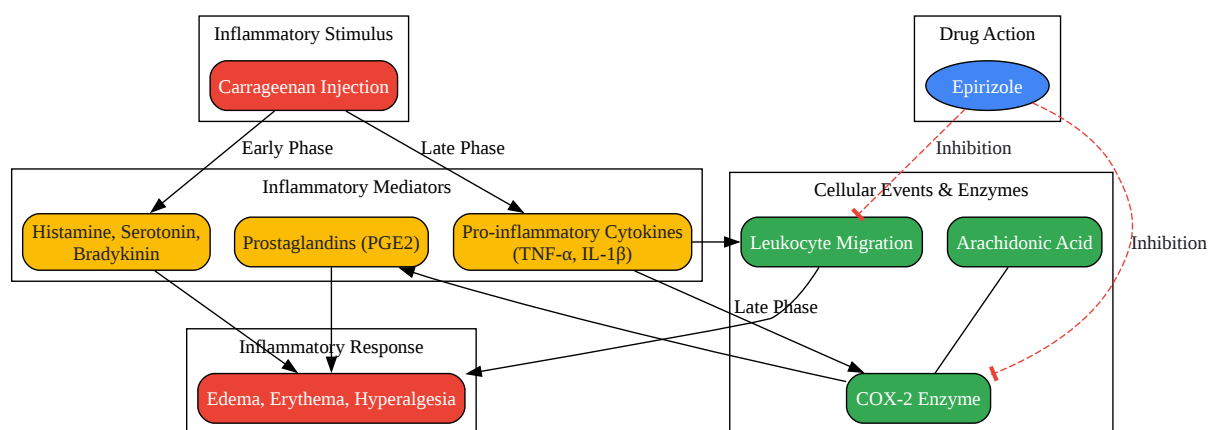 Inflammatory Stimulus
Drug Action
Carrageenan Injection
Epirizole
Early Phase
Late Phase
Inhibition
Inflammatory Mediators
Cellular Events & Enzymes
Histamine, Serotonin,
Bradykinin
Prostaglandins (PGE2)
Pro-inflammatory Cytokines
(TNF-α, IL-1β)
Leukocyte Migration
Arachidonic Acid
Inhibition
Late Phase
Inflammatory Response
Edema, Erythema, Hyperalgesia
COX-2 Enzyme